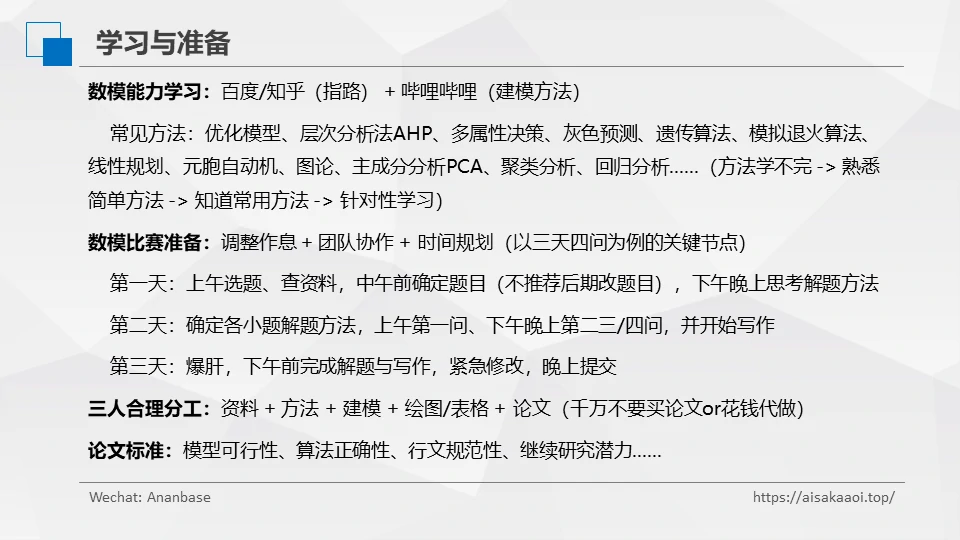 学习与准备
数模能力学习：百度/知乎（指路） + 哔哩哔哩（建模方法）
常见方法：优化模型、层次分析法AHP、多属性决策、灰色预测、遗传算法、模拟退火算法、
线性规划、元胞自动机、图论、主成分分析PCA、聚类分析、回归分析......（方法学不完 -> 熟悉
简单方法 -> 知道常用方法 -> 针对性学习）
数模比赛准备：调整作息 + 团队协作 + 时间规划（以三天四问为例的关键节点）
第一天：上午选题、查资料，中午前确定题目（不推荐后期改题目），下午晚上思考解题方法
第二天：确定各小题解题方法，上午第一问、下午晚上第二三/四问，并开始写作
第三天：爆肝，下午前完成解题与写作，紧急修改，晚上提交
三人合理分工：资料 + 方法 + 建模 + 绘图/表格 + 论文（千万不要买论文or花钱代做）
论文标准：模型可行性、算法正确性、行文规范性、继续研究潜力......
Wechat: Ananbase
https://aisakaaoi.top/